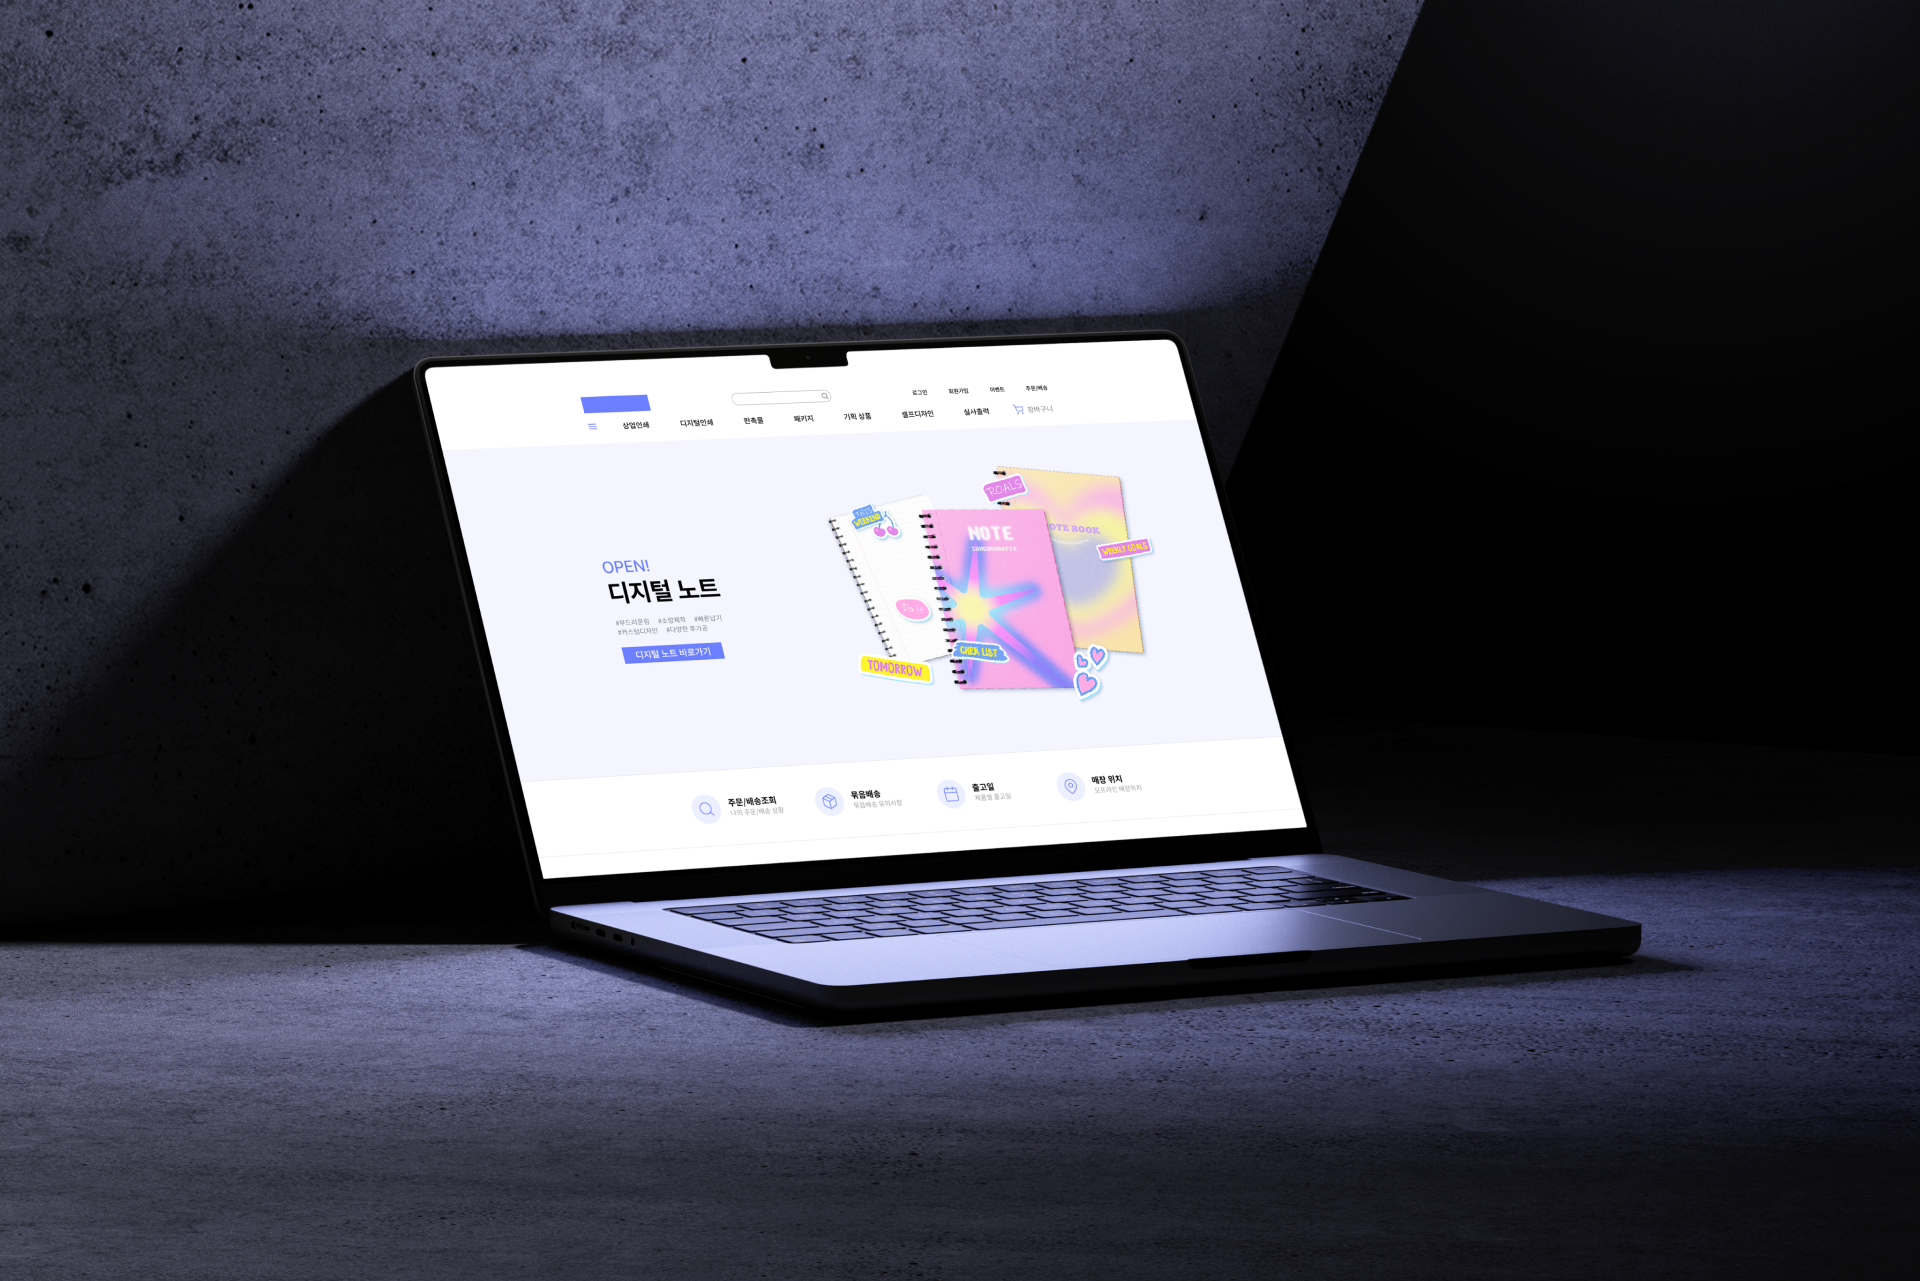 로그인 회원가입 이벤트 주문/배송
상업인쇄 디지털인쇄 판촉물 패키지 기획 상품 셀프디자인 실사출력 장바구니
OPEN!
디지털 노트
#부드러운링 #소량제작 #빠른납기
#커스텀디자인 #다양한 후가공
디지털 노트 바로가기
THIS
WEEKEND
Do it
TOMORROW
NOTE
CHEK LIST
ROALS
NOTE BOOK
WEEKLY GOALS
주문/배송조회
나의 주문/배송 상황
묶음배송
묶음배송 유의사항
출고일
제품별 출고일
매장 위치
오프라인 매장위치